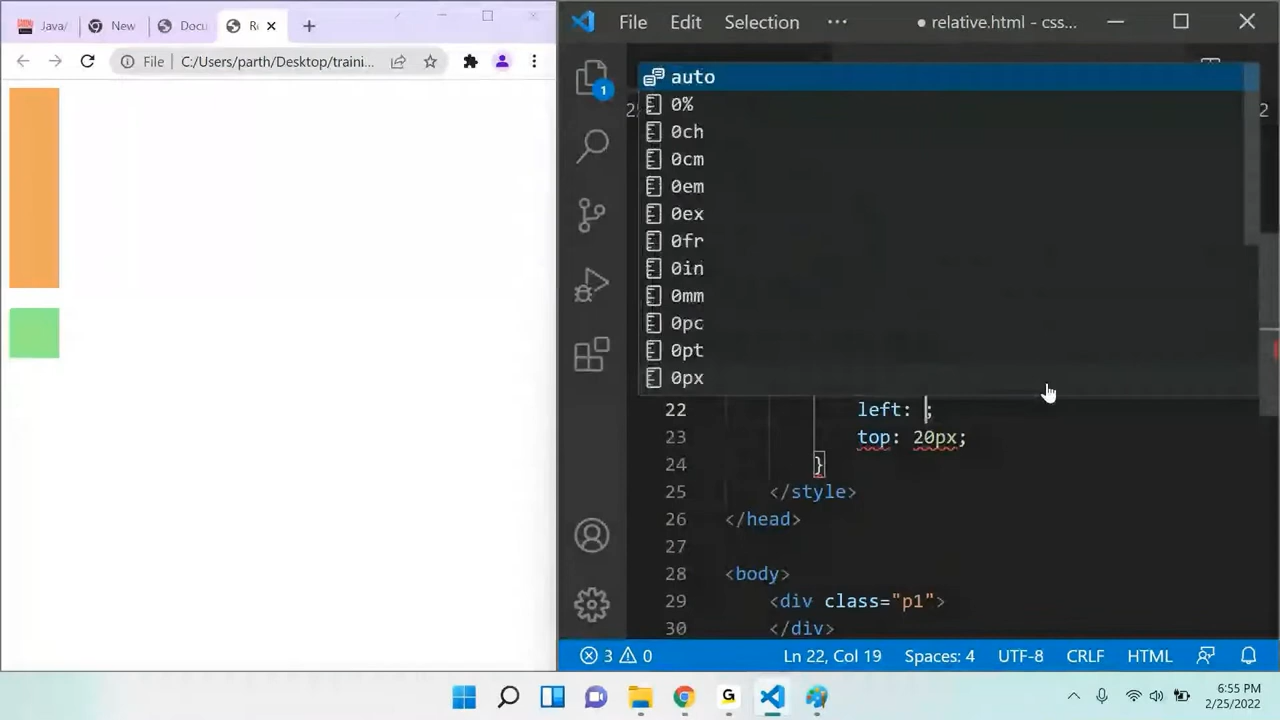 Java/
New
Docu
Re
File
C:/Users/parth/Desktop/traini...
File Edit Selection ...
● relative.html - css...
1
auto
0%
0ch
0cm
0em
0ex
0fr
0in
0mm
0pc
0pt
0px
22 left: ;
23 top: 20px;
24 }
25 </style>
26 </head>
27
28 <body>
29 <div class="p1">
30 </div>
3 0
Ln 22, Col 19 Spaces: 4 UTF-8 CRLF HTML
G
6:55 PM
2/25/2022